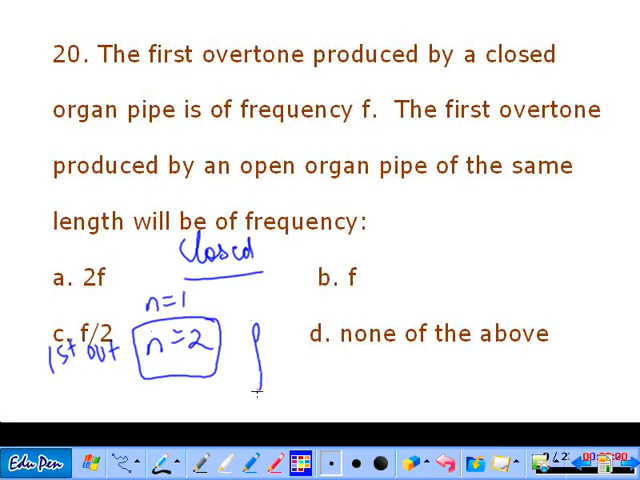 20. The first overtone produced by a closed
organ pipe is of frequency f. The first overtone
produced by an open organ pipe of the same
length will be of frequency:
closed
a. 2f b. f
n=1
c. f/2 d. none of the above
1st out n=2
Edu Pen